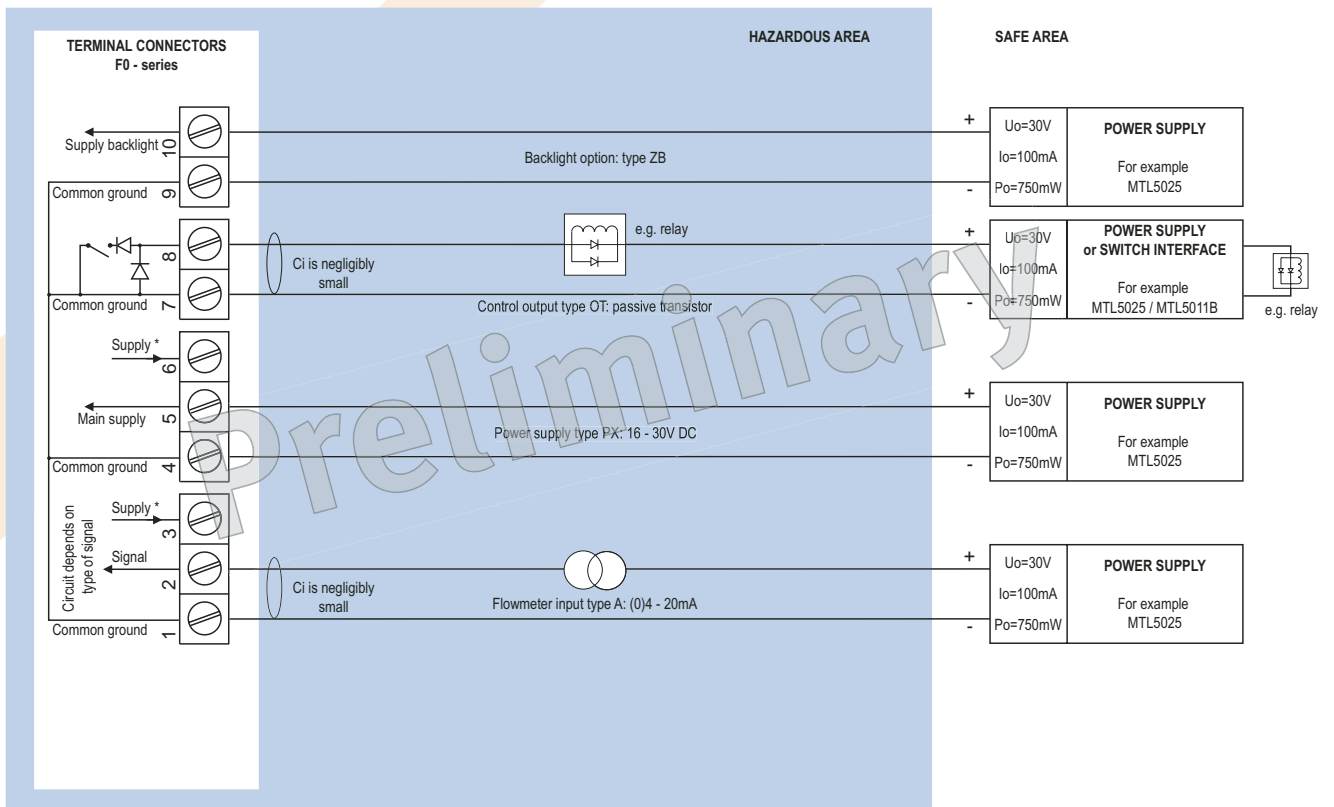 TERMINAL CONNECTORS
F0 - series
HAZARDOUS AREA
SAFE AREA
Supply backlight
10
Common ground
9
Backlight option: type ZB
+
-
Uo=30V
Io=100mA
Po=750mW
POWER SUPPLY
For example
MTL5025
8
Common ground
7
Ci is negligibly
small
e.g. relay
Control output type OT: passive transistor
+
-
Uo=30V
Io=100mA
Po=750mW
POWER SUPPLY
or SWITCH INTERFACE
For example
MTL5025 / MTL5011B
e.g. relay
Supply *
6
Main supply
5
Common ground
4
Power supply type PX: 16 - 30V DC
+
-
Uo=30V
Io=100mA
Po=750mW
POWER SUPPLY
For example
MTL5025
Circuit depends on
type of signal
Supply *
3
Signal
2
Common ground
1
Ci is negligibly
small
Flowmeter input type A: (0)4 - 20mA
+
-
Uo=30V
Io=100mA
Po=750mW
POWER SUPPLY
For example
MTL5025
Preliminary